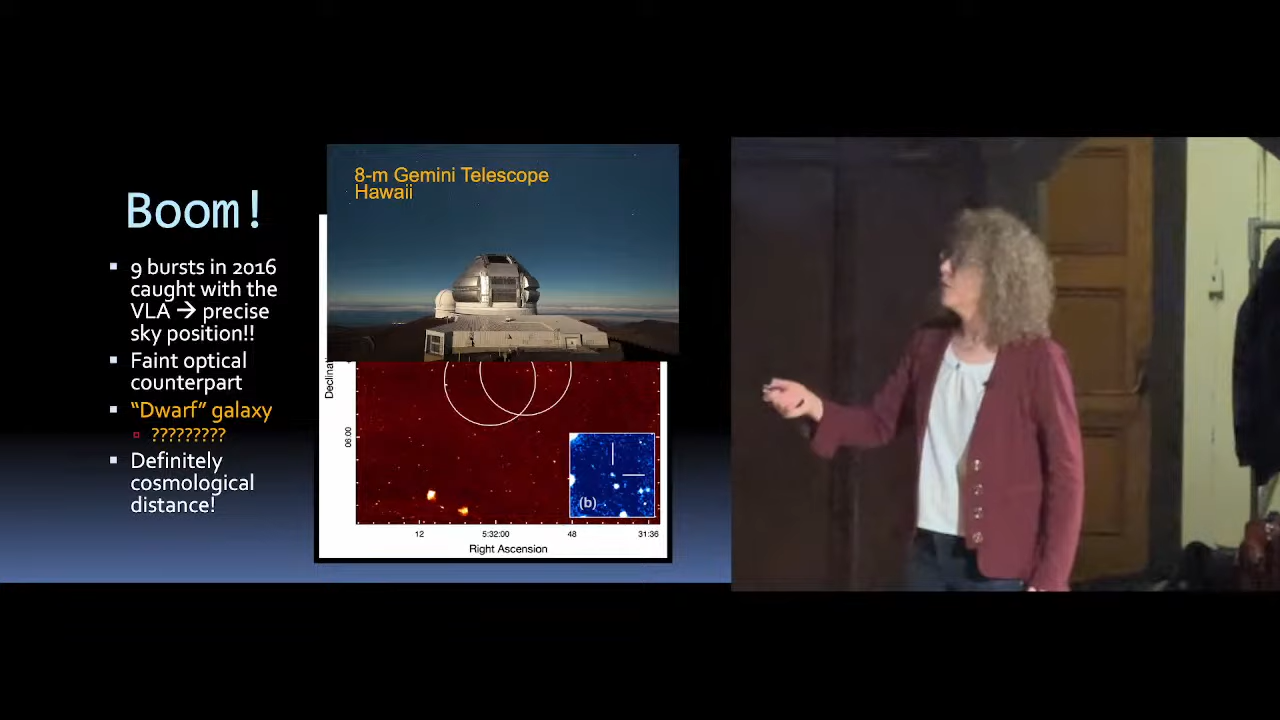 Boom!
9 bursts in 2016
caught with the
VLA → precise
sky position!!
Faint optical
counterpart
“Dwarf” galaxy
?????????
Definitely
cosmological
distance!
8-m Gemini Telescope
Hawaii
06:00
(b)
12
5:32:00
48
31:36
Right Ascension